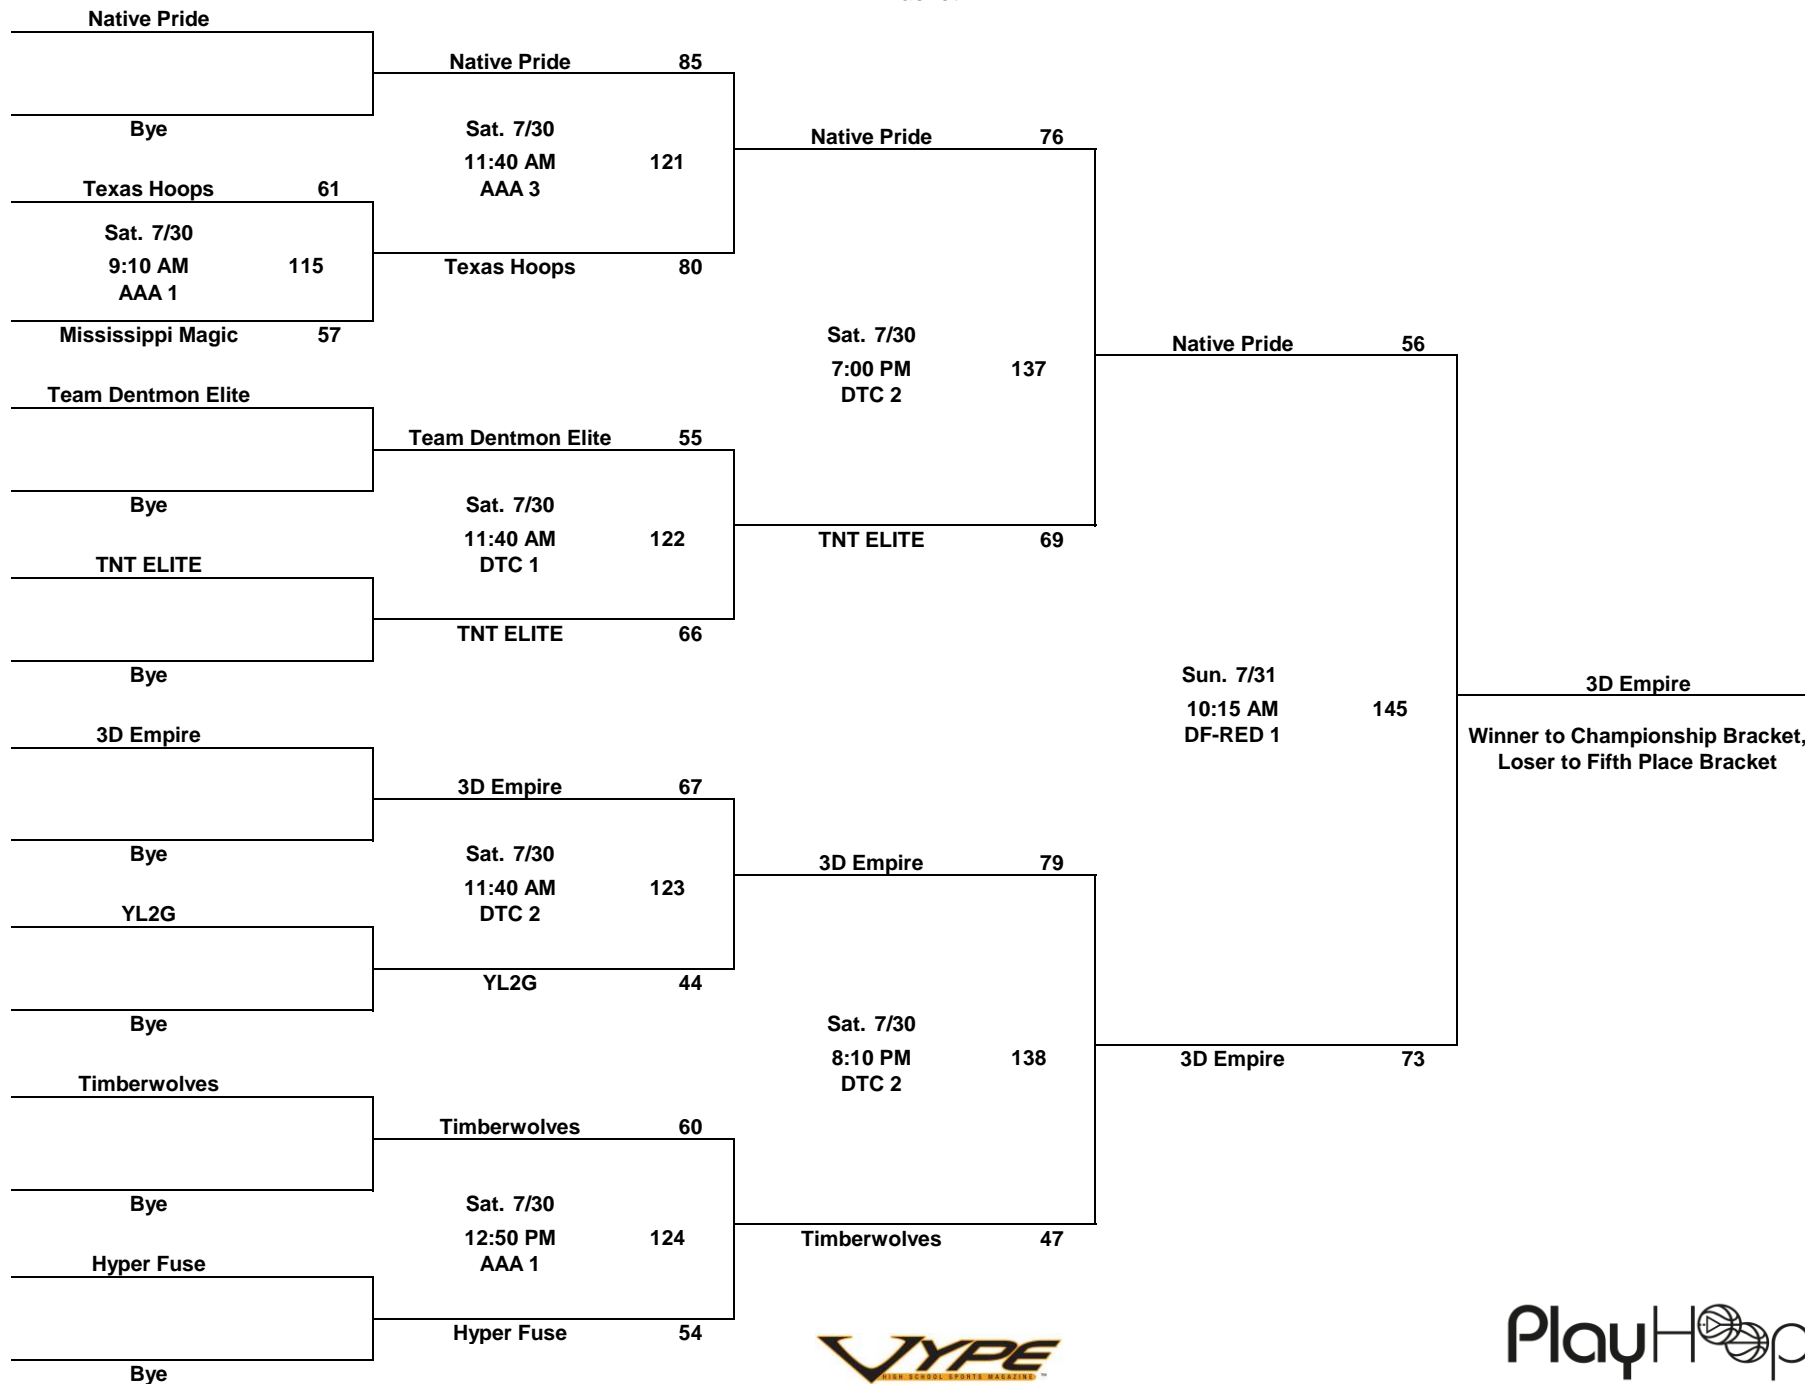 Native Pride
Bye
Texas Hoops 61
Sat. 7/30
9:10 AM 115
AAA 1
Mississippi Magic 57
Team Dentmon Elite
Bye
TNT ELITE
Bye
3D Empire
Bye
YL2G
Bye
Timberwolves
Bye
Hyper Fuse
Bye
Native Pride 85
Sat. 7/30
11:40 AM 121
AAA 3
Texas Hoops 80
Team Dentmon Elite 55
Sat. 7/30
11:40 AM 122
DTC 1
TNT ELITE 66
3D Empire 67
Sat. 7/30
11:40 AM 123
DTC 2
YL2G 44
Timberwolves 60
Sat. 7/30
12:50 PM 124
AAA 1
Hyper Fuse 54
Native Pride 76
Sat. 7/30
7:00 PM 137
DTC 2
TNT ELITE 69
3D Empire 79
Sat. 7/30
8:10 PM 138
DTC 2
Timberwolves 47
Native Pride 56
Sun. 7/31
10:15 AM 145
DF-RED 1
3D Empire 73
3D Empire
Winner to Championship Bracket,
Loser to Fifth Place Bracket
VYPE
HIGH SCHOOL SPORTS MAGAZINE
PlayHoop